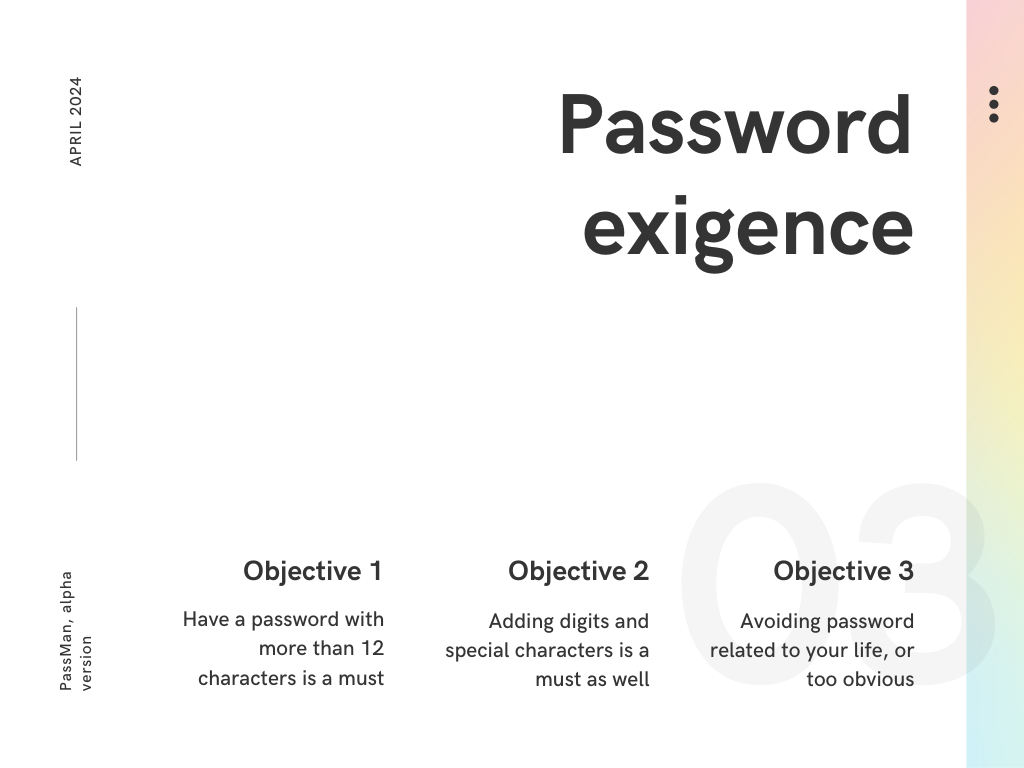 APRIL 2024
Password
exigence
03
Objective 1
Have a password with
more than 12
characters is a must
Objective 2
Adding digits and
special characters is a
must as well
Objective 3
Avoiding password
related to your life, or
too obvious
PassMan, alpha
version